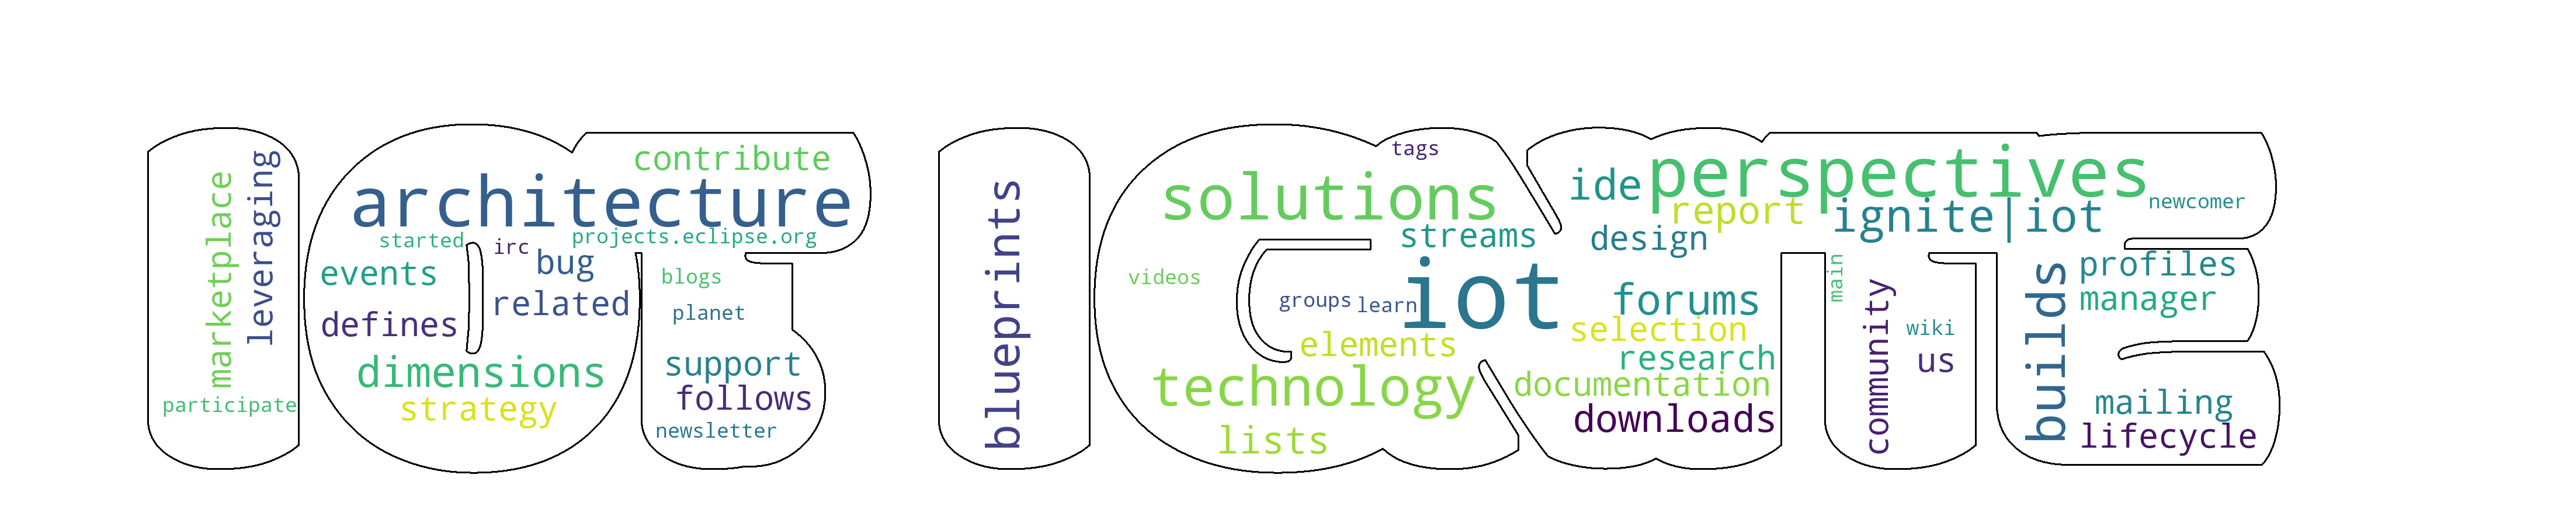 marketplace
leveraging
participate
contribute
architecture
started
irc
projects.eclipse.org
events
bug
blogs
related
planet
defines
dimensions
support
strategy
follows
newsletter
blueprints
tags
solutions
streams
videos
iot
groups
learn
elements
technology
lists
ide
perspectives
report
ignite|iot
newcomer
design
forums
selection
research
documentation
downloads
main
community
wiki
us
builds
profiles
manager
mailing
lifecycle